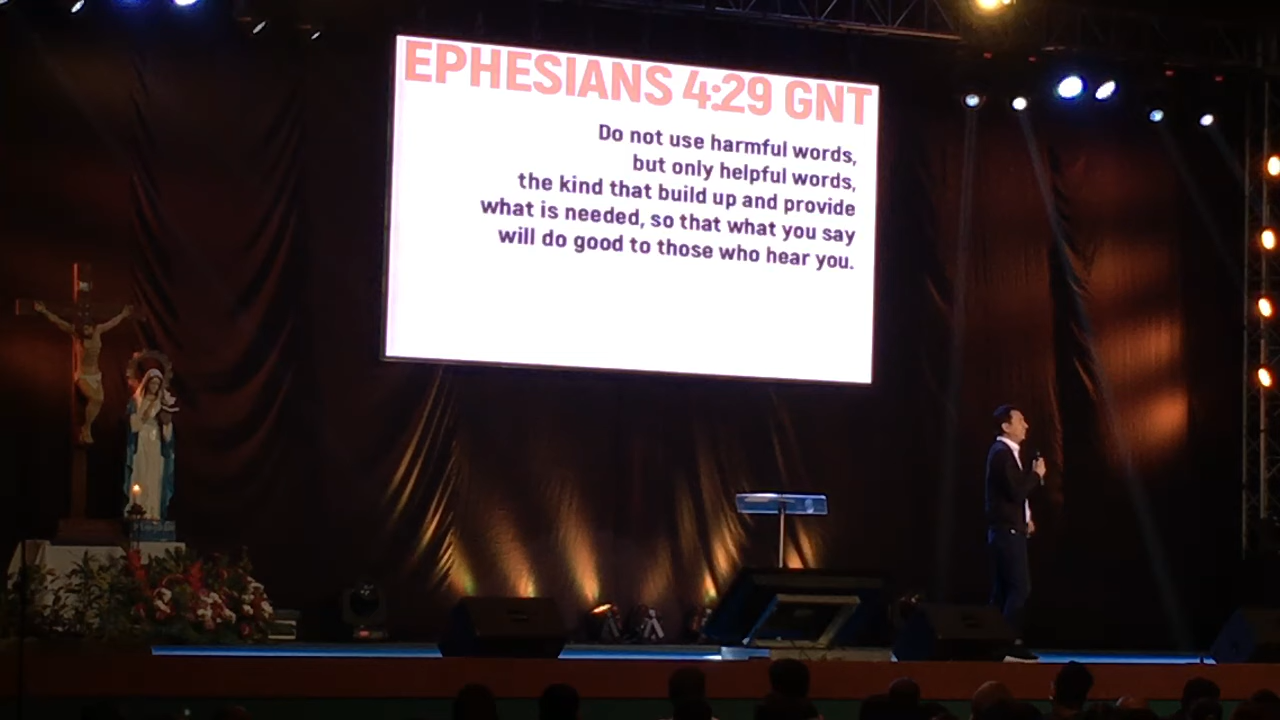 EPHESIANS 4:29 GNT
Do not use harmful words,
but only helpful words,
the kind that build up and provide
what is needed, so that what you say
will do good to those who hear you.